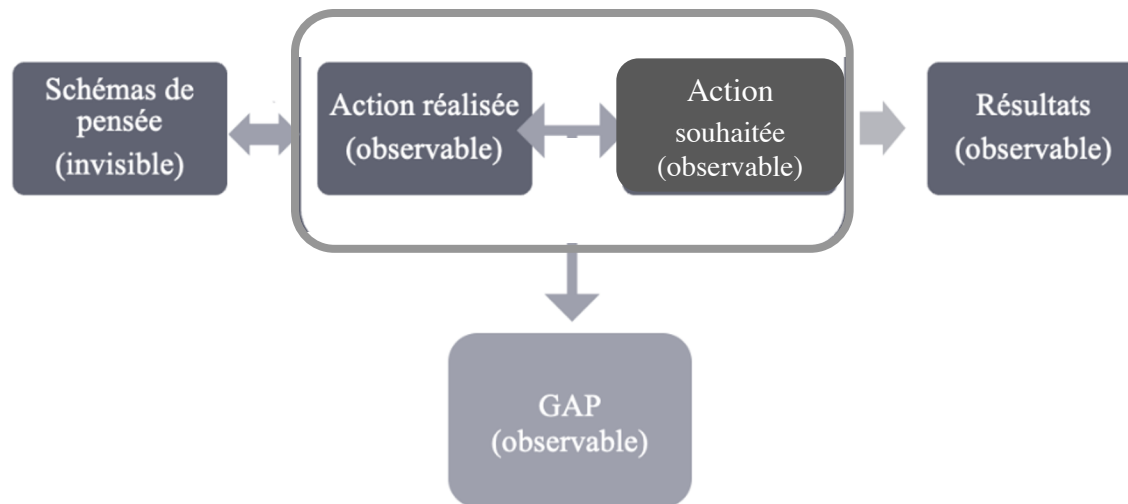 Schémas de
pensée
(invisible)
Action réalisée
(observable)
Action
souhaitée
(observable)
Résultats
(observable)
GAP
(observable)